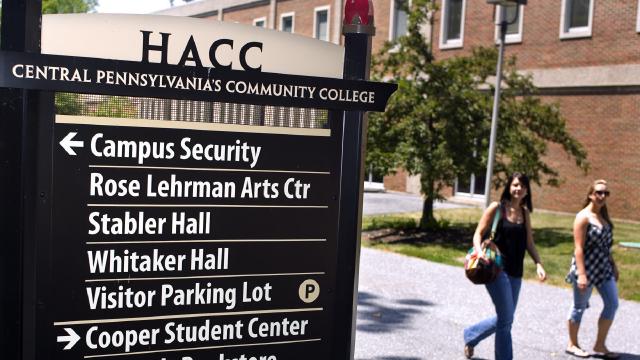 HACC
CENTRAL PENNSYLVANIA'S COMMUNITY COLLEGE
← Campus Security
Rose Lehrman Arts Ctr
Stabler Hall
Whitaker Hall
Visitor Parking Lot P
→ Cooper Student Center
Bookstore